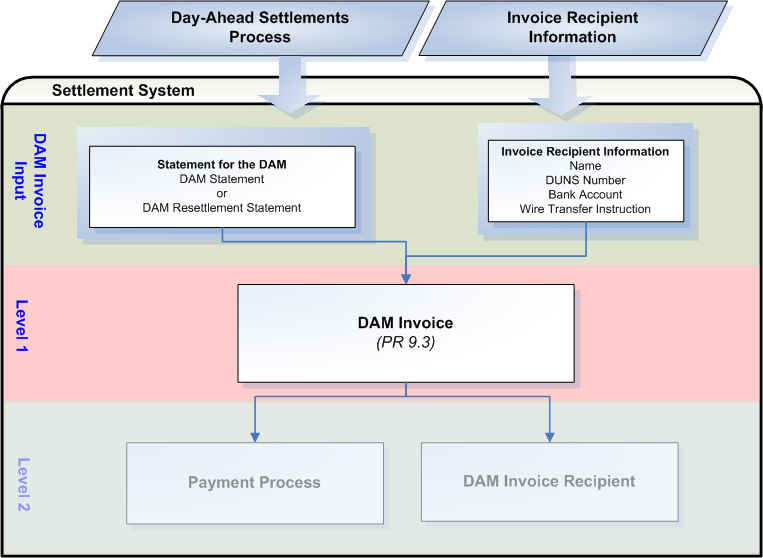 Day-Ahead Settlements
Process
Invoice Recipient
Information
Settlement System
DAM Invoice
Input
Statement for the DAM
DAM Statement
or
DAM Resettlement Statement
Invoice Recipient Information
Name
DUNS Number
Bank Account
Wire Transfer Instruction
Level 1
DAM Invoice
(PR 9.3)
Level 2
Payment Process
DAM Invoice Recipient